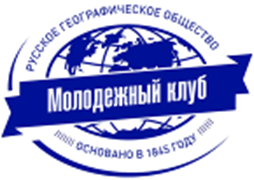 РУССКОЕ ГЕОГРАФИЧЕСКОЕ ОБЩЕСТВО
Молодежный клуб
ОСНОВАНО В 1845 ГОДУ